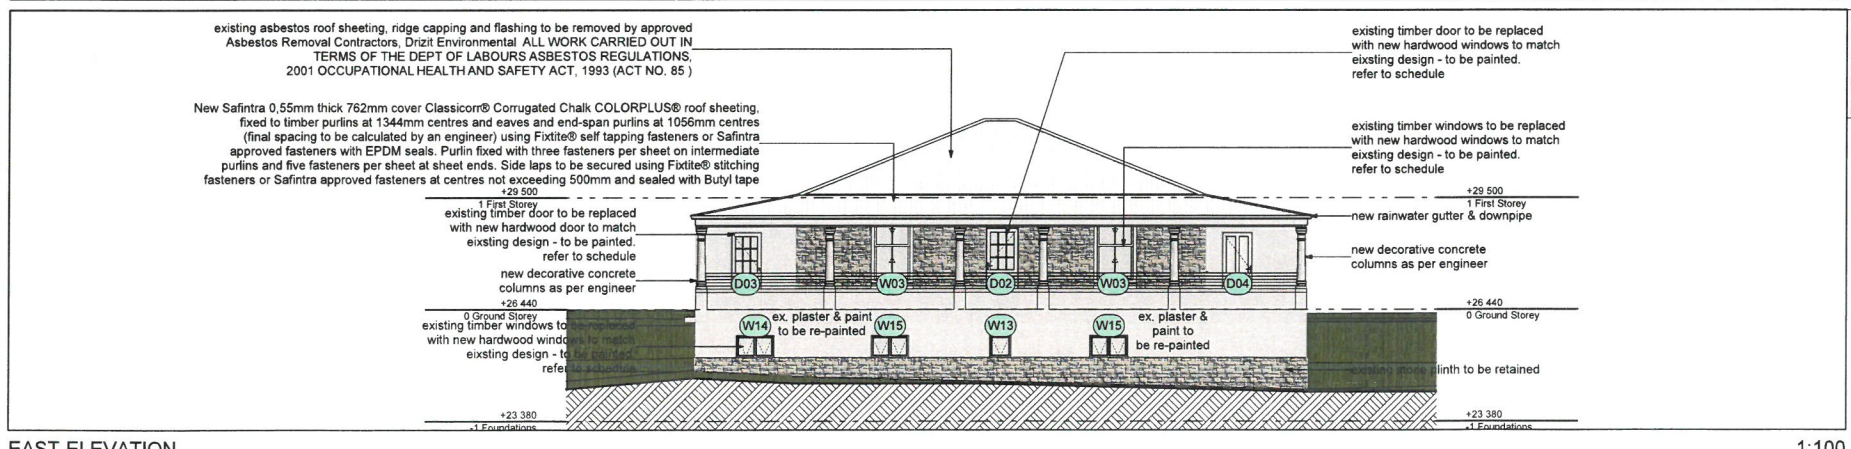 existing asbestos roof sheeting, ridge capping and flashing to be removed by approved
Asbestos Removal Contractors, Drizit Environmental ALL WORK CARRIED OUT IN
TERMS OF THE DEPT OF LABOURS ASBESTOS REGULATIONS,
2001 OCCUPATIONAL HEALTH AND SAFETY ACT, 1993 (ACT NO. 85 )
New Safintra 0,55mm thick 762mm cover Classicorr® Corrugated Chalk COLORPLUS® roof sheeting,
fixed to timber purlins at 1344mm centres and eaves and end-span purlins at 1056mm centres
(final spacing to be calculated by an engineer) using Fixtite® self tapping fasteners or Safintra
approved fasteners with EPDM seals. Purlin fixed with three fasteners per sheet on intermediate
purlins and five fasteners per sheet at sheet ends. Side laps to be secured using Fixtite® stitching
fasteners or Safintra approved fasteners at centres not exceeding 500mm and sealed with Butyl tape
existing timber door to be replaced
with new hardwood windows to match
eixsting design - to be painted.
refer to schedule
existing timber windows to be replaced
with new hardwood windows to match
eixsting design - to be painted.
refer to schedule
+29 500
1 First Storey
+29 500
1 First Storey
existing timber door to be replaced
with new hardwood door to match
eixsting design - to be painted.
refer to schedule
new rainwater gutter & downpipe
new decorative concrete
columns as per engineer
new decorative concrete
columns as per engineer
D03
W03
D02
W03
D04
+26 440
0 Ground Storey
+26 440
0 Ground Storey
existing timber windows to be replaced
with new hardwood windows to match
eixsting design - to be painted.
refer to schedule
W14
ex. plaster & paint
to be re-painted
W15
W13
W15
ex. plaster &
paint to
be re-painted
existing stone plinth to be retained
+23 380
-1 Foundations
+23 380
-1 Foundations
EAST ELEVATION
1:100